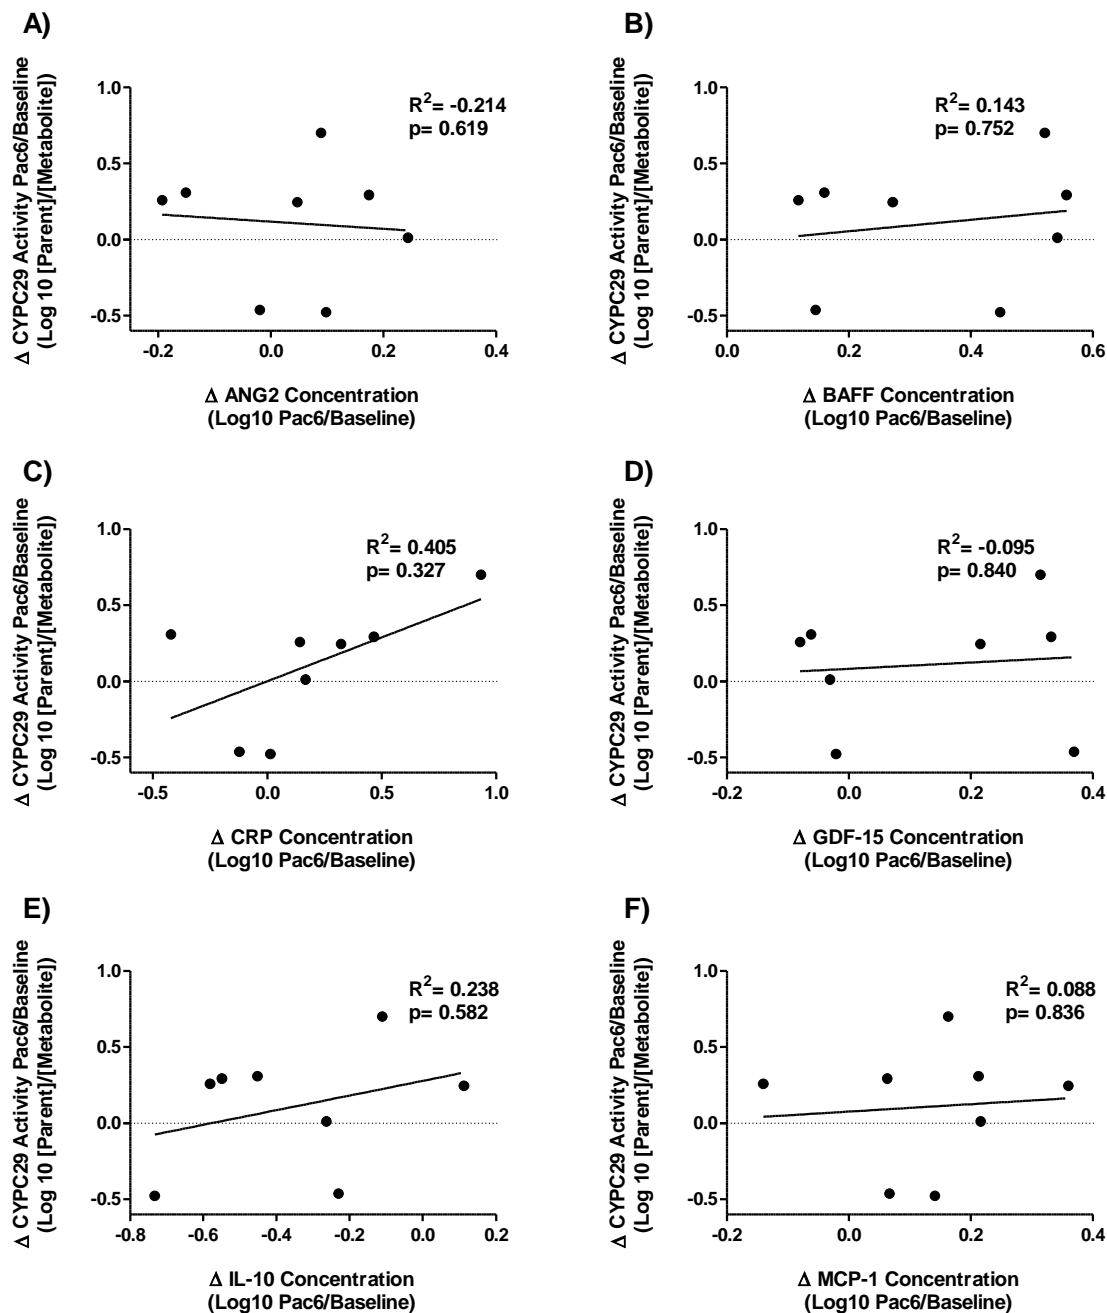 A)
Δ CYPC29 Activity Pac6/Baseline
(Log 10 [Parent]/[Metabolite])
1.0
0.5
0.0
-0.5
R²= -0.214
p= 0.619
-0.2 0.0 0.2 0.4
Δ ANG2 Concentration
(Log10 Pac6/Baseline)
B)
Δ CYPC29 Activity Pac6/Baseline
(Log 10 [Parent]/[Metabolite])
1.0
0.5
0.0
-0.5
R²= 0.143
p= 0.752
0.0 0.2 0.4 0.6
Δ BAFF Concentration
(Log10 Pac6/Baseline)
C)
Δ CYPC29 Activity Pac6/Baseline
(Log 10 [Parent]/[Metabolite])
1.0
0.5
0.0
-0.5
R²= 0.405
p= 0.327
-0.5 0.0 0.5 1.0
Δ CRP Concentration
(Log10 Pac6/Baseline)
D)
Δ CYPC29 Activity Pac6/Baseline
(Log 10 [Parent]/[Metabolite])
1.0
0.5
0.0
-0.5
R²= -0.095
p= 0.840
-0.2 0.0 0.2 0.4
Δ GDF-15 Concentration
(Log10 Pac6/Baseline)
E)
Δ CYPC29 Activity Pac6/Baseline
(Log 10 [Parent]/[Metabolite])
1.0
0.5
0.0
-0.5
R²= 0.238
p= 0.582
-0.8 -0.6 -0.4 -0.2 0.0 0.2
Δ IL-10 Concentration
(Log10 Pac6/Baseline)
F)
Δ CYPC29 Activity Pac6/Baseline
(Log 10 [Parent]/[Metabolite])
1.0
0.5
0.0
-0.5
R²= 0.088
p= 0.836
-0.2 0.0 0.2 0.4
Δ MCP-1 Concentration
(Log10 Pac6/Baseline)